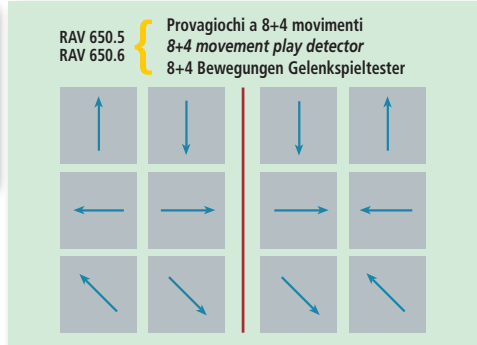 RAV 650.5
RAV 650.6
Provagiochi a 8+4 movimenti
8+4 movement play detector
8+4 Bewegungen Gelenkspieltester